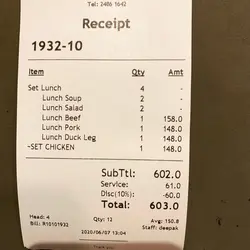 Tel: 2486 1642
Receipt
1932-10
Item Qty Amt
Set Lunch 4 -
Lunch Soup 2 -
Lunch Salad 2 -
Lunch Beef 1 158.0
Lunch Pork 1 148.0
Lunch Duck Leg 1 148.0
~SET CHICKEN 1 148.0
SubTtl: 602.0
Service: 61.0
Disc(10%): -60.0
Total: 603.0
Head: 4 Qty: 12 Avg: 150.8
Bill: R10101932 2020/06/07 13:04 Staff: deepak